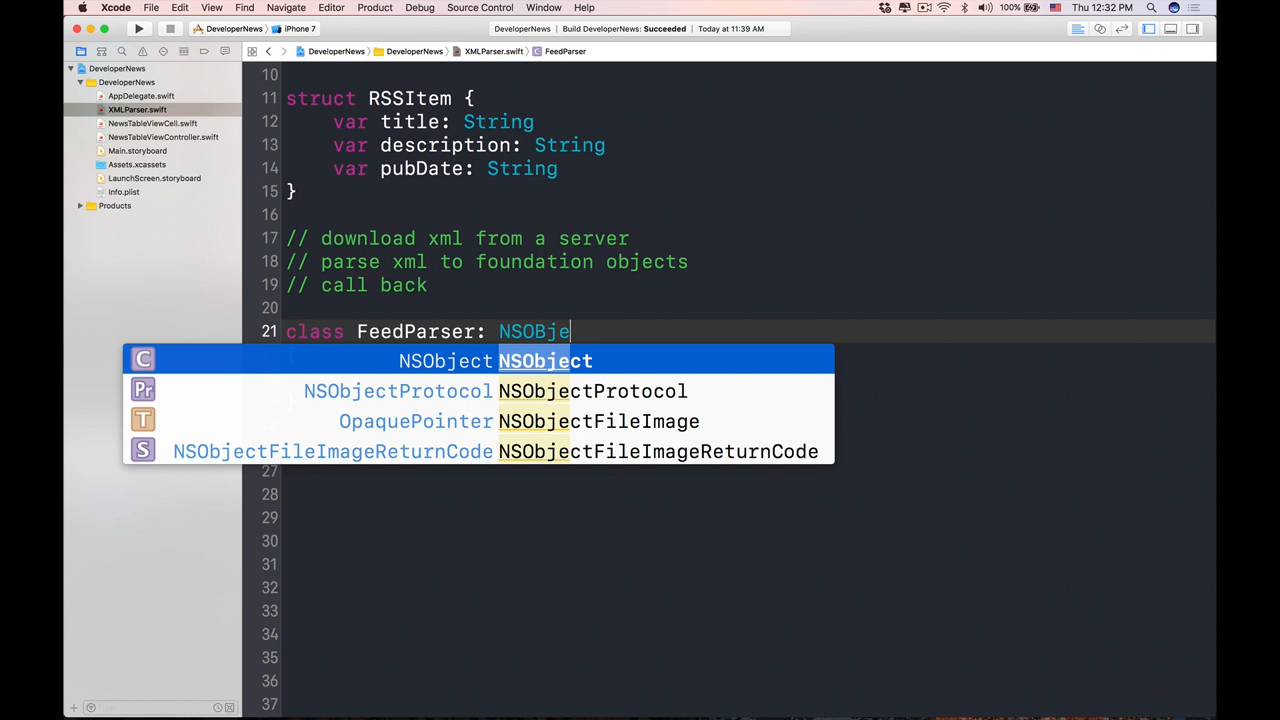 Xcode File Edit View Find Navigate Editor Product Debug Source Control Window Help 100% Thu 12:32 PM
DeveloperNews iPhone 7 DeveloperNews Build DeveloperNews: Succeeded Today at 11:39 AM
DeveloperNews DeveloperNews XMLParser.swift C FeedParser
DeveloperNews
DeveloperNews
AppDelegate.swift
XMLParser.swift
NewsTableViewCell.swift
NewsTableViewController.swift
Main.storyboard
Assets.xcassets
LaunchScreen.storyboard
Info.plist
Products
10
11 struct RSSItem {
12 var title: String
13 var description: String
14 var pubDate: String
15 }
16
17 // download xml from a server
18 // parse xml to foundation objects
19 // call back
20
21 class FeedParser: NSOBje
C NSObject NSObject
Pr NSObjectProtocol NSObjectProtocol
T OpaquePointer NSObjectFileImage
S NSObjectFileImageReturnCode NSObjectFileImageReturnCode
27
28
29
30
31
32
33
34
35
36
37